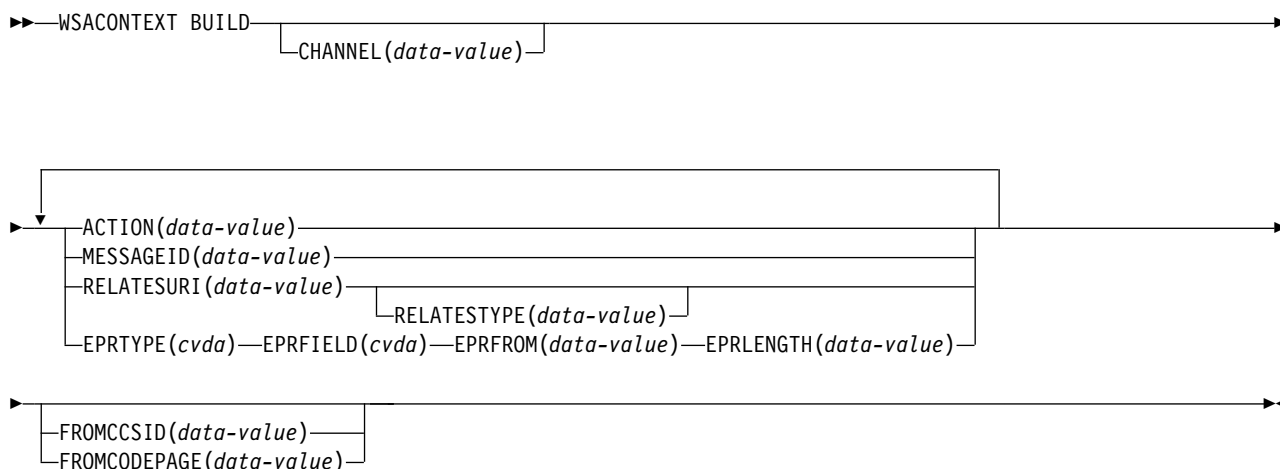 WSACONTEXT BUILD
CHANNEL(data-value)
ACTION(data-value)
MESSAGEID(data-value)
RELATESURI(data-value)
RELATESTYPE(data-value)
EPRTYPE(cvda) EPRFIELD(cvda) EPRFROM(data-value) EPRLENGTH(data-value)
FROMCCSID(data-value)
FROMCODEPAGE(data-value)